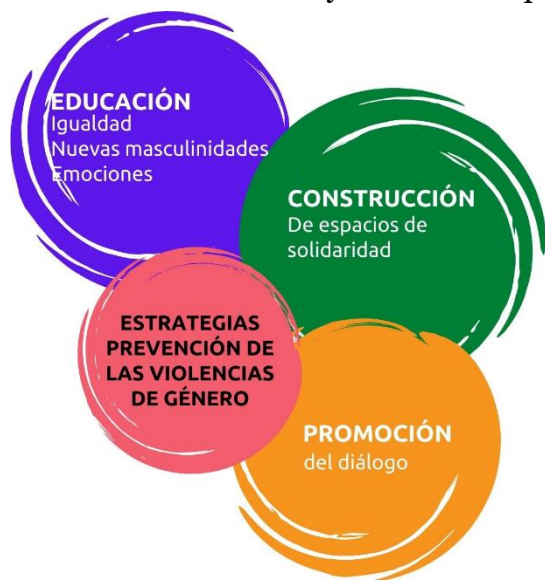 y
EDUCACIÓN
Igualdad
Nuevas masculinidades
Emociones
CONSTRUCCIÓN
De espacios de
solidaridad
ESTRATEGIAS
PREVENCIÓN DE
LAS VIOLENCIAS
DE GÉNERO
PROMOCIÓN
del diálogo